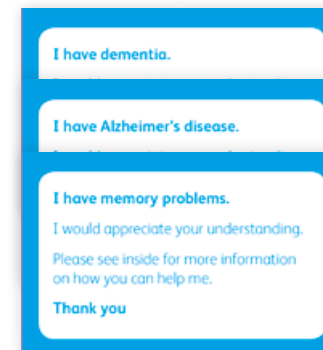 I have dementia.
I have Alzheimer's disease.
I have memory problems.
I would appreciate your understanding.
Please see inside for more information
on how you can help me.
Thank you